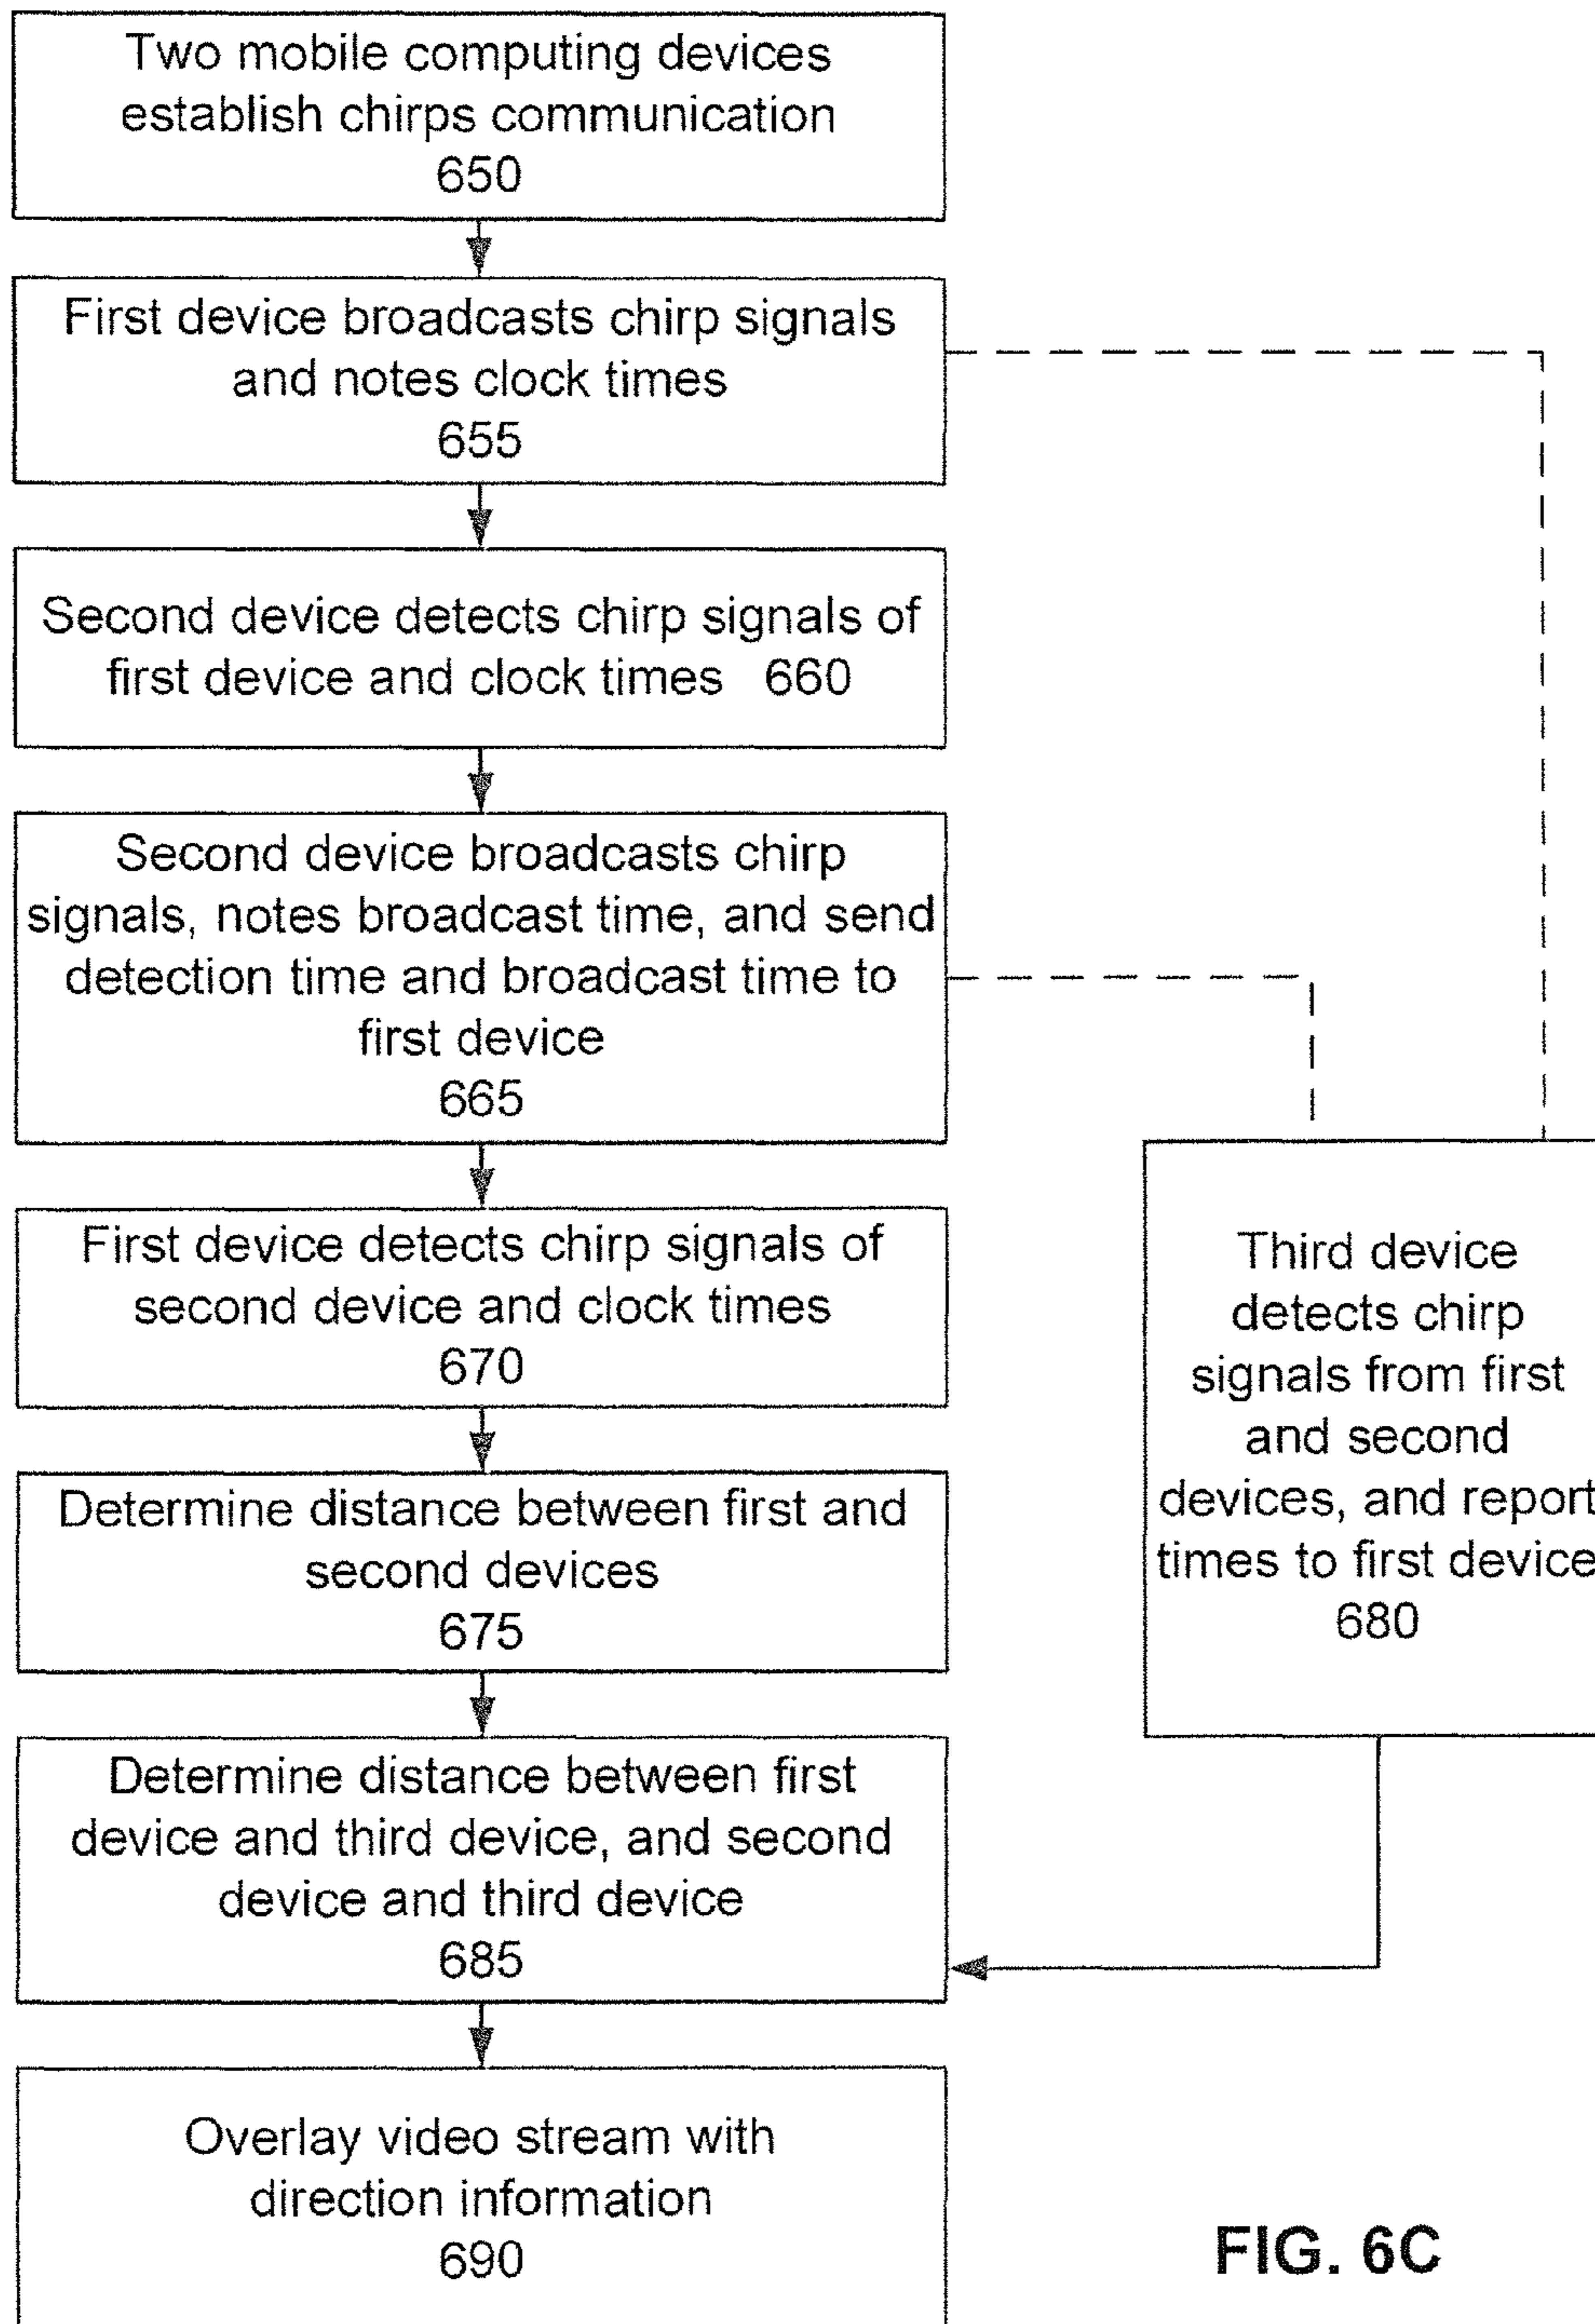 Two mobile computing devices
establish chirps communication
650
First device broadcasts chirp signals
and notes clock times
655
Second device detects chirp signals of
first device and clock times 660
Second device broadcasts chirp
signals, notes broadcast time, and send
detection time and broadcast time to
first device
665
First device detects chirp signals of
second device and clock times
670
Determine distance between first and
second devices
675
Third device
detects chirp
signals from first
and second
devices, and report
times to first device
680
Determine distance between first
device and third device, and second
device and third device
685
Overlay video stream with
direction information
690
FIG. 6C